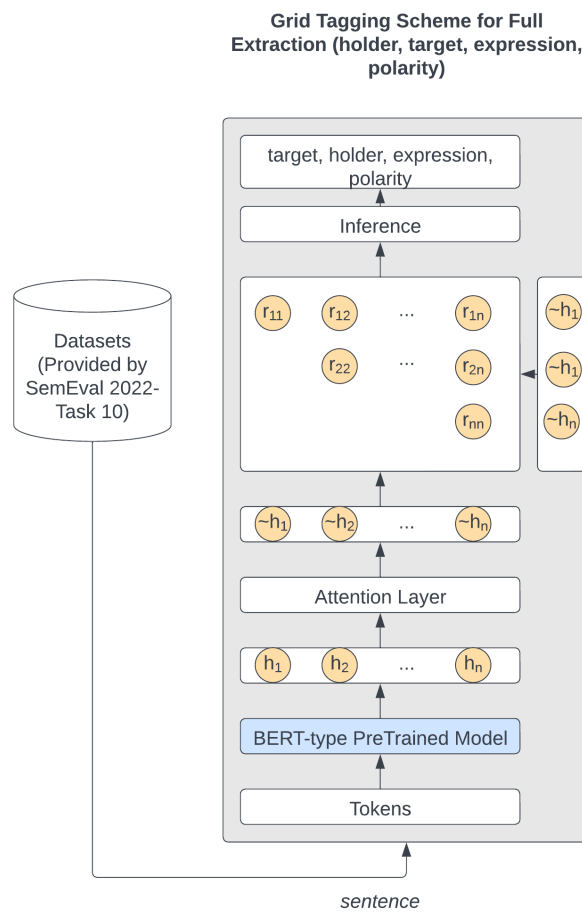 Grid Tagging Scheme for Full
Extraction (holder, target, expression,
polarity)
target, holder, expression,
polarity
Inference
r11 r12 ... r1n
r22 ... r2n
rnn
~h1
~h1
~hn
Datasets
(Provided by
SemEval 2022-
Task 10)
~h1 ~h2 ... ~hn
Attention Layer
h1 h2 ... hn
BERT-type PreTrained Model
Tokens
sentence